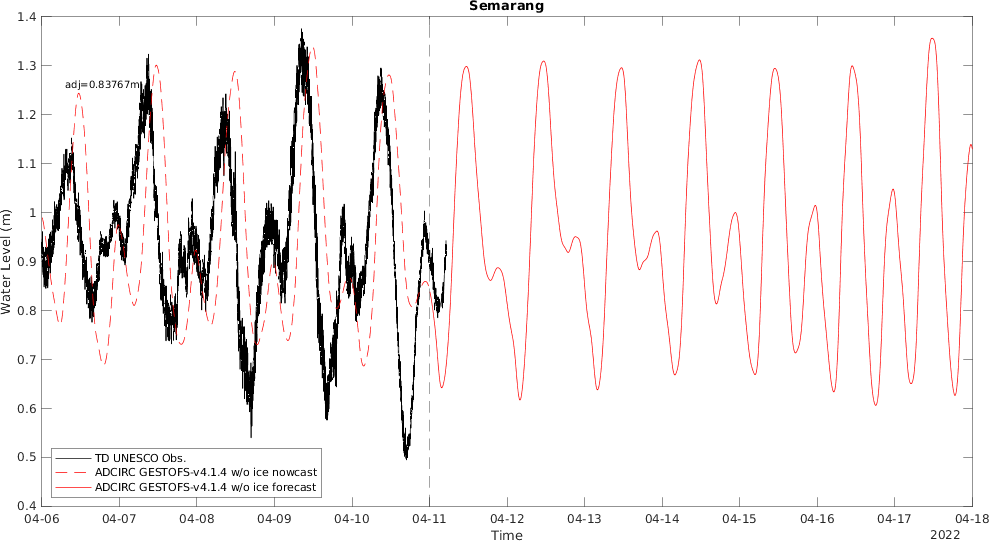 Semarang
1.4
1.3
1.2
1.1
1
0.9
0.8
0.7
0.6
0.5
0.4
Water Level (m)
adj=0.83767m
TD UNESCO Obs.
ADCIRC GESTOFS-v4.1.4 w/o ice nowcast
ADCIRC GESTOFS-v4.1.4 w/o ice forecast
04-06 04-07 04-08 04-09 04-10 04-11 04-12 04-13 04-14 04-15 04-16 04-17 04-18
Time
2022